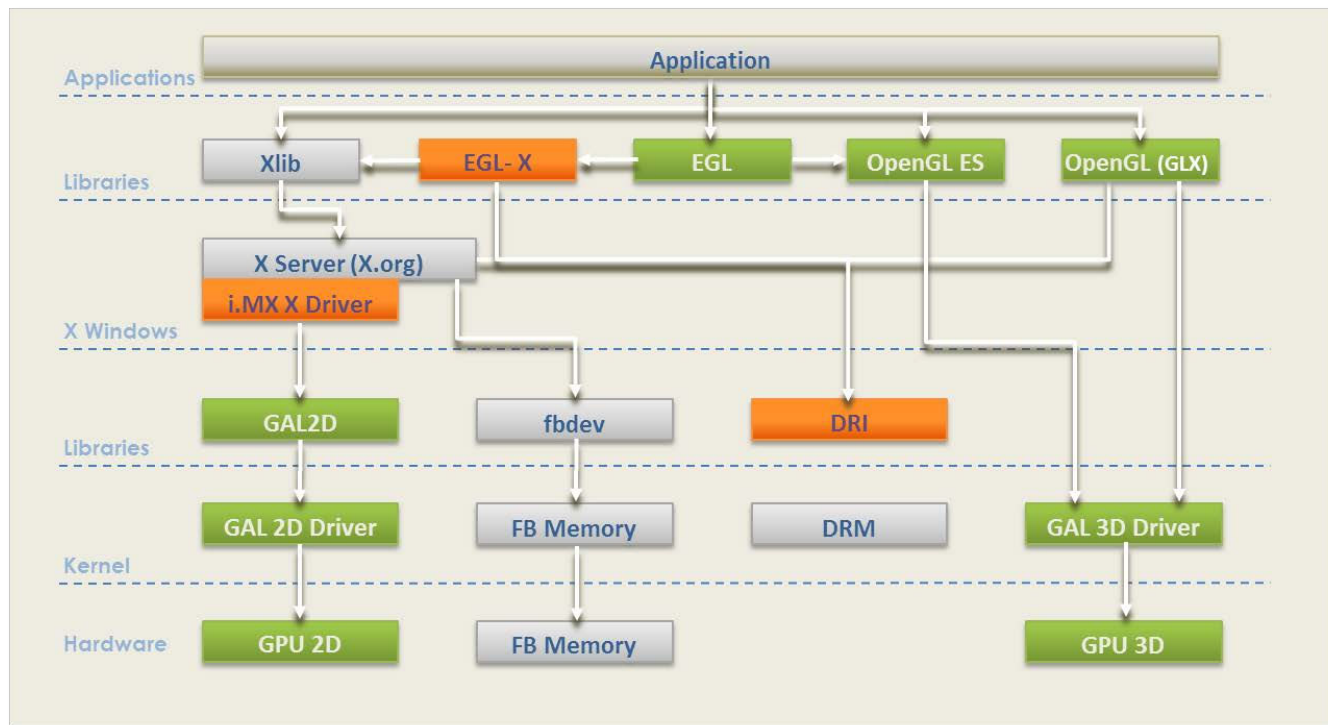 Application
Applications
Xlib
EGL- X
EGL
OpenGL ES
OpenGL (GLX)
Libraries
X Server (X.org)
i.MX X Driver
X Windows
GAL2D
fbdev
DRI
Libraries
GAL 2D Driver
FB Memory
DRM
GAL 3D Driver
Kernel
Hardware
GPU 2D
FB Memory
GPU 3D